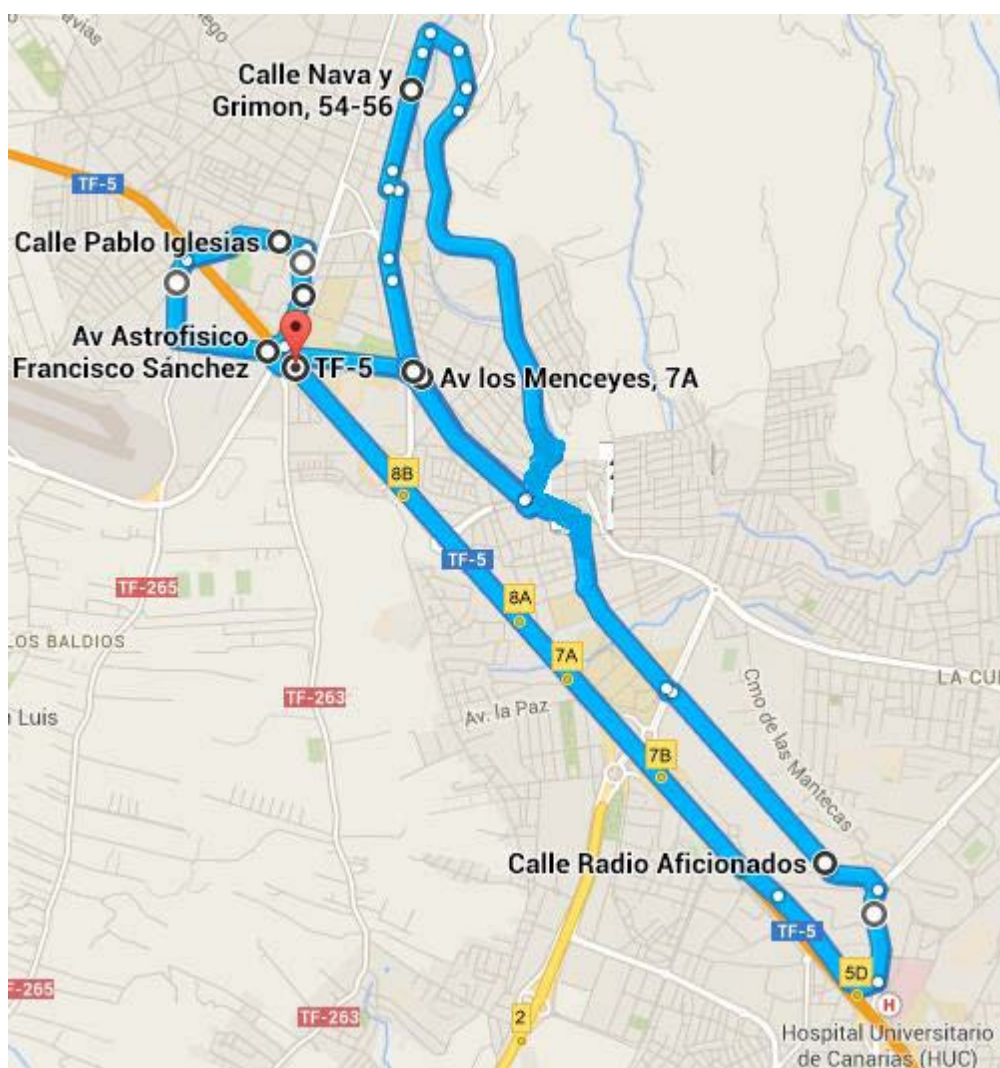 Calle Nava y
Grimon, 54-56
TF-5
Calle Pablo Iglesias
Av Astrofisico
Francisco Sánchez
TF-5
Av los Menceyes, 7A
8B
TF-5
TF-265
8A
LOS BALDIOS
7A
TF-263
LA CUE
Luis
Av. la Paz
Cmo de las Mantecas
7B
Calle Radio Aficionados
TF-5
5D
TF-265
H
TF-263
2
Hospital Universitario
de Canarias (HUC)